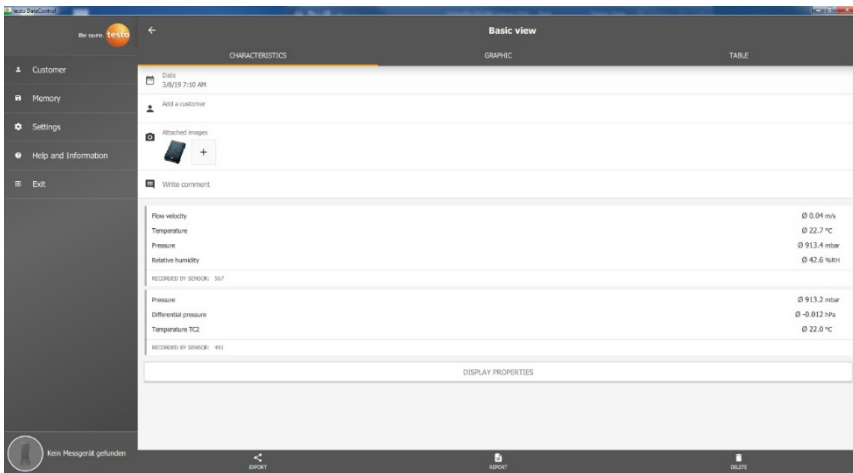 testo DataControl
Be sure. testo
Customer
Memory
Settings
Help and Information
Exit
Kein Messgerät gefunden
Basic view
CHARACTERISTICS GRAPHIC TABLE
Date
3/8/19 7:10 AM
Add a customer
Attached images
+
Write comment
Flow velocity Ø 0.04 m/s
Temperature Ø 22.7 °C
Pressure Ø 913.4 mbar
Relative humidity Ø 42.6 %RH
RECORDED BY SENSOR: 567
Pressure Ø 913.2 mbar
Differential pressure Ø -0.012 hPa
Temperature TC2 Ø 22.0 °C
RECORDED BY SENSOR: 491
DISPLAY PROPERTIES
EXPORT REPORT DELETE